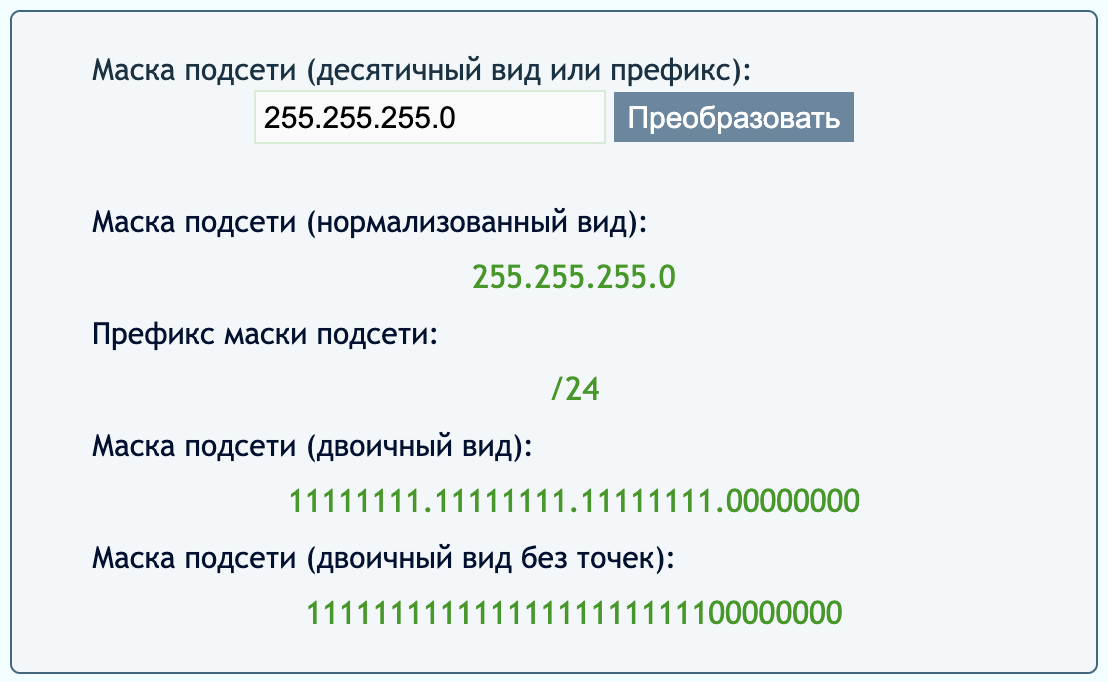 Маска подсети (десятичный вид или префикс):
255.255.255.0 Преобразовать
Маска подсети (нормализованный вид):
255.255.255.0
Префикс маски подсети:
/24
Маска подсети (двоичный вид):
11111111.11111111.11111111.00000000
Маска подсети (двоичный вид без точек):
11111111111111111111111100000000